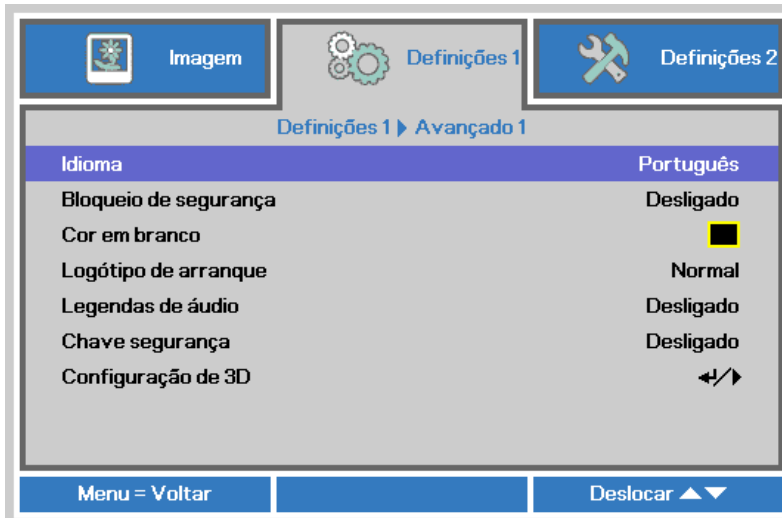 Imagem Definições 1 Definições 2
Definições 1 Avançado 1
Idioma Português
Bloqueio de segurança Desligado
Cor em branco
Logótipo de arranque Normal
Legendas de áudio Desligado
Chave segurança Desligado
Configuração de 3D
Menu = Voltar Deslocar